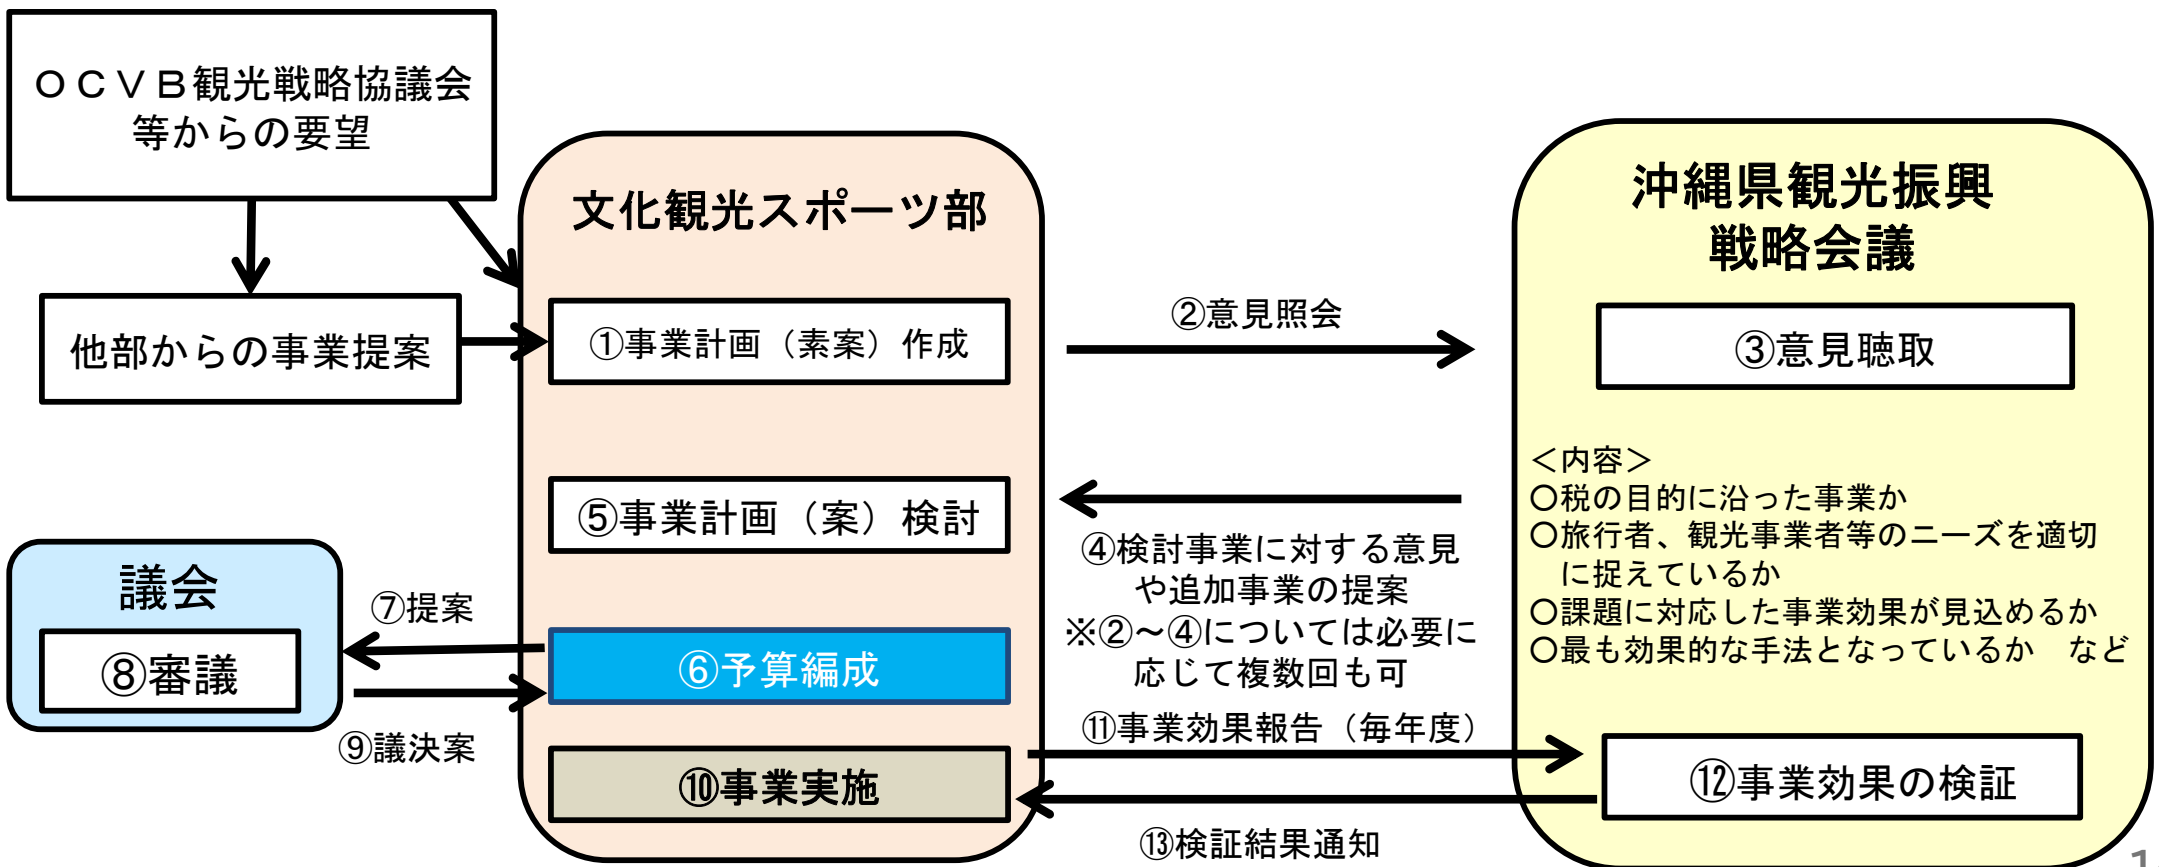 ＯＣＶＢ観光戦略協議会
等からの要望
他部からの事業提案
文化観光スポーツ部
①事業計画（素案）作成
⑤事業計画（案）検討
⑥予算編成
⑩事業実施
議会
⑧審議
⑦提案
⑨議決案
②意見照会
④検討事業に対する意見
や追加事業の提案
※②～④については必要に
応じて複数回も可
⑪事業効果報告（毎年度）
⑬検証結果通知
沖縄県観光振興
戦略会議
③意見聴取
＜内容＞
〇税の目的に沿った事業か
〇旅行者、観光事業者等のニーズを適切
に捉えているか
〇課題に対応した事業効果が見込めるか
〇最も効果的な手法となっているか　など
⑫事業効果の検証